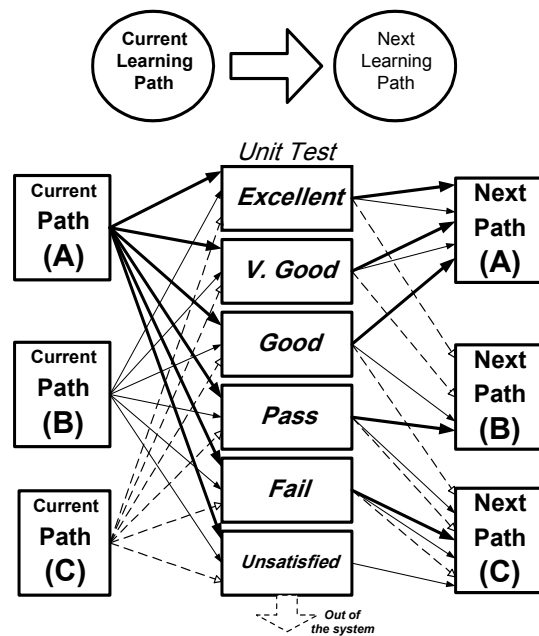 Current
Learning
Path
Next
Learning
Path
Unit Test
Current
Path
(A)
Current
Path
(B)
Current
Path
(C)
Excellent
V. Good
Good
Pass
Fail
Unsatisfied
Out of
the system
Next
Path
(A)
Next
Path
(B)
Next
Path
(C)